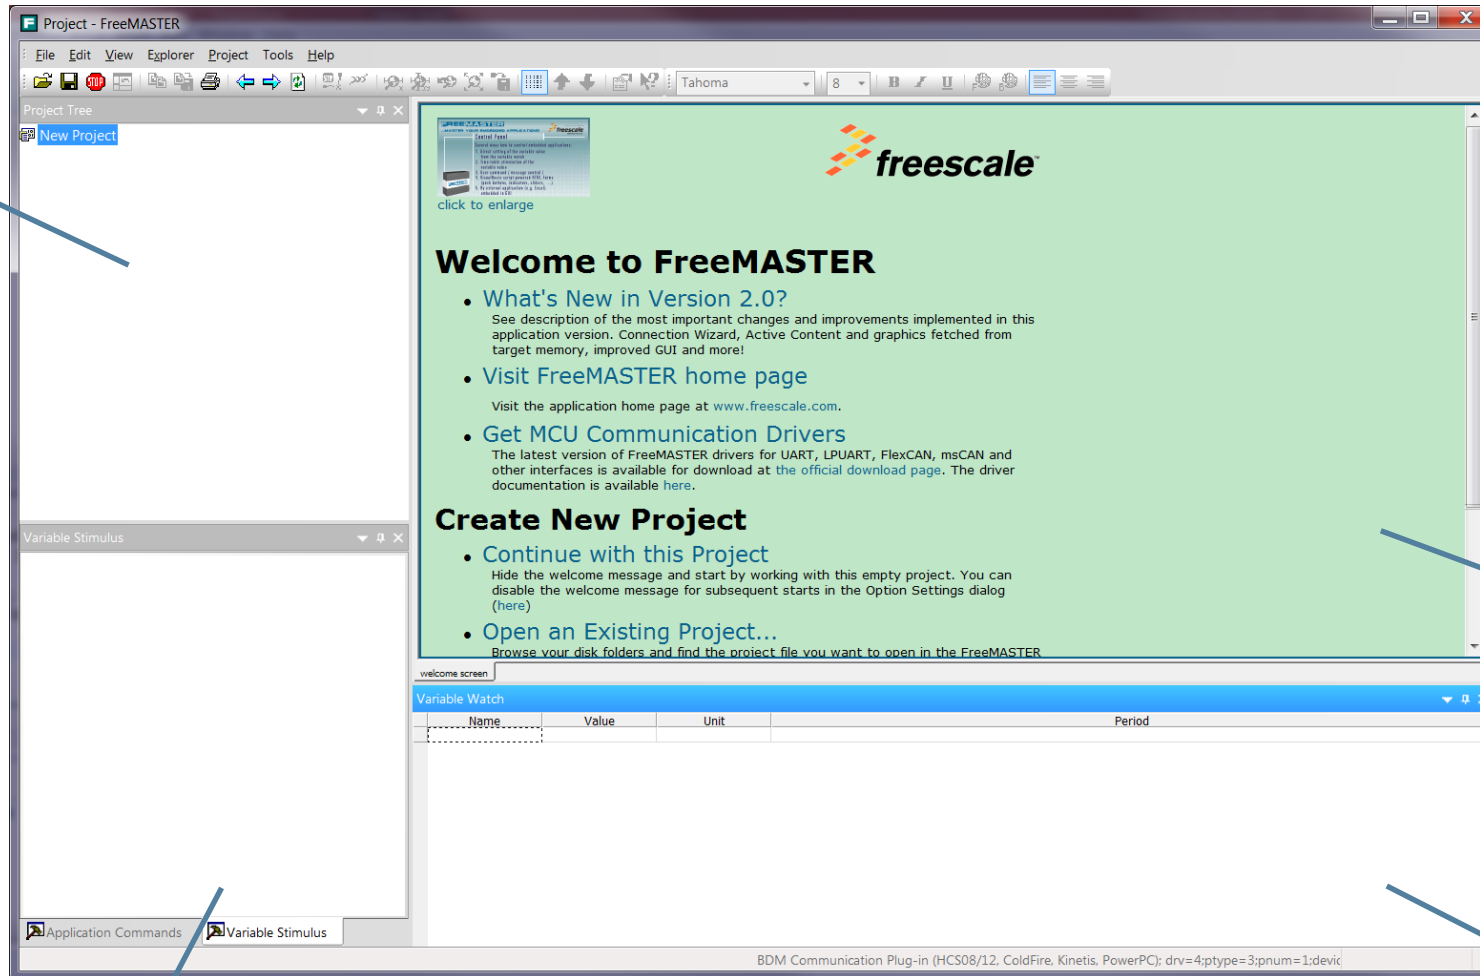 Project - FreeMASTER
File Edit View Explorer Project Tools Help
STOP
Tahoma 8 B I U
Project Tree
New Project
FREEMASTER
freescale
Control Panel
click to enlarge
freescale™
Welcome to FreeMASTER
What's New in Version 2.0?
See description of the most important changes and improvements implemented in this
application version. Connection Wizard, Active Content and graphics fetched from
target memory, improved GUI and more!
Visit FreeMASTER home page
Visit the application home page at www.freescale.com.
Get MCU Communication Drivers
The latest version of FreeMASTER drivers for UART, LPUART, FlexCAN, msCAN and
other interfaces is available for download at the official download page. The driver
documentation is available here.
Create New Project
Continue with this Project
Hide the welcome message and start by working with this empty project. You can
disable the welcome message for subsequent starts in the Option Settings dialog
(here)
Open an Existing Project...
Browse your disk folders and find the project file you want to open in the FreeMASTER
welcome screen
Variable Stimulus
Application Commands Variable Stimulus
Variable Watch
Name Value Unit Period
BDM Communication Plug-in (HCS08/12, ColdFire, Kinetis, PowerPC); drv=4;ptype=3;pnum=1;devic